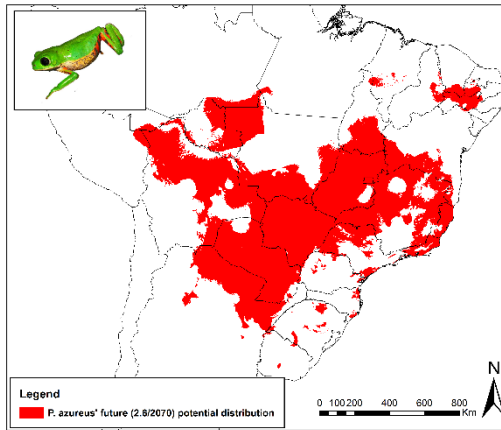 N
Legend
P. azureus' future (2.6/2070) potential distribution
0 100 200 400 600 800
Km